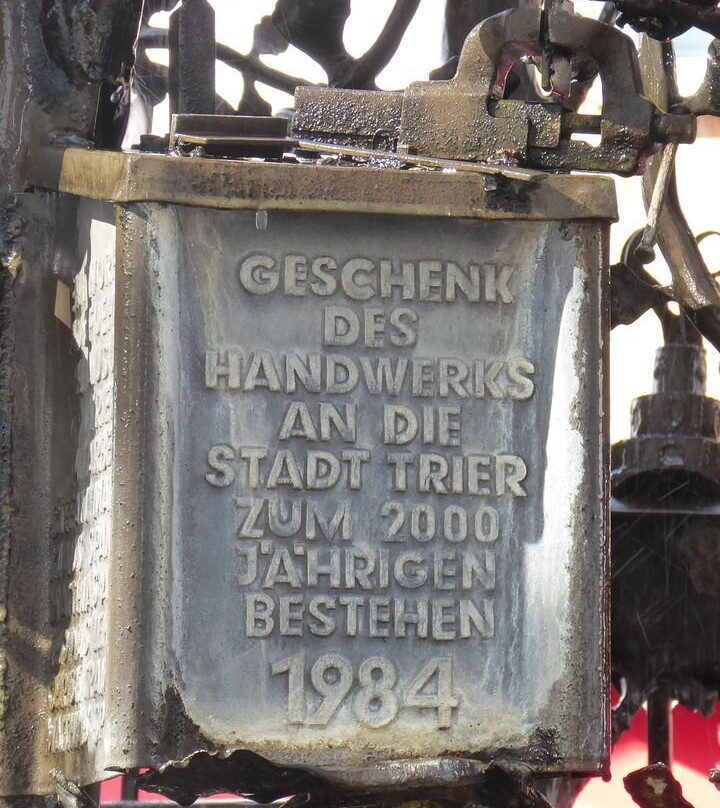 GESCHENK
DES
HANDWERKS
AN DIE
STADT TRIER
ZUM 2000
JÄHRIGEN
BESTEHEN
1984